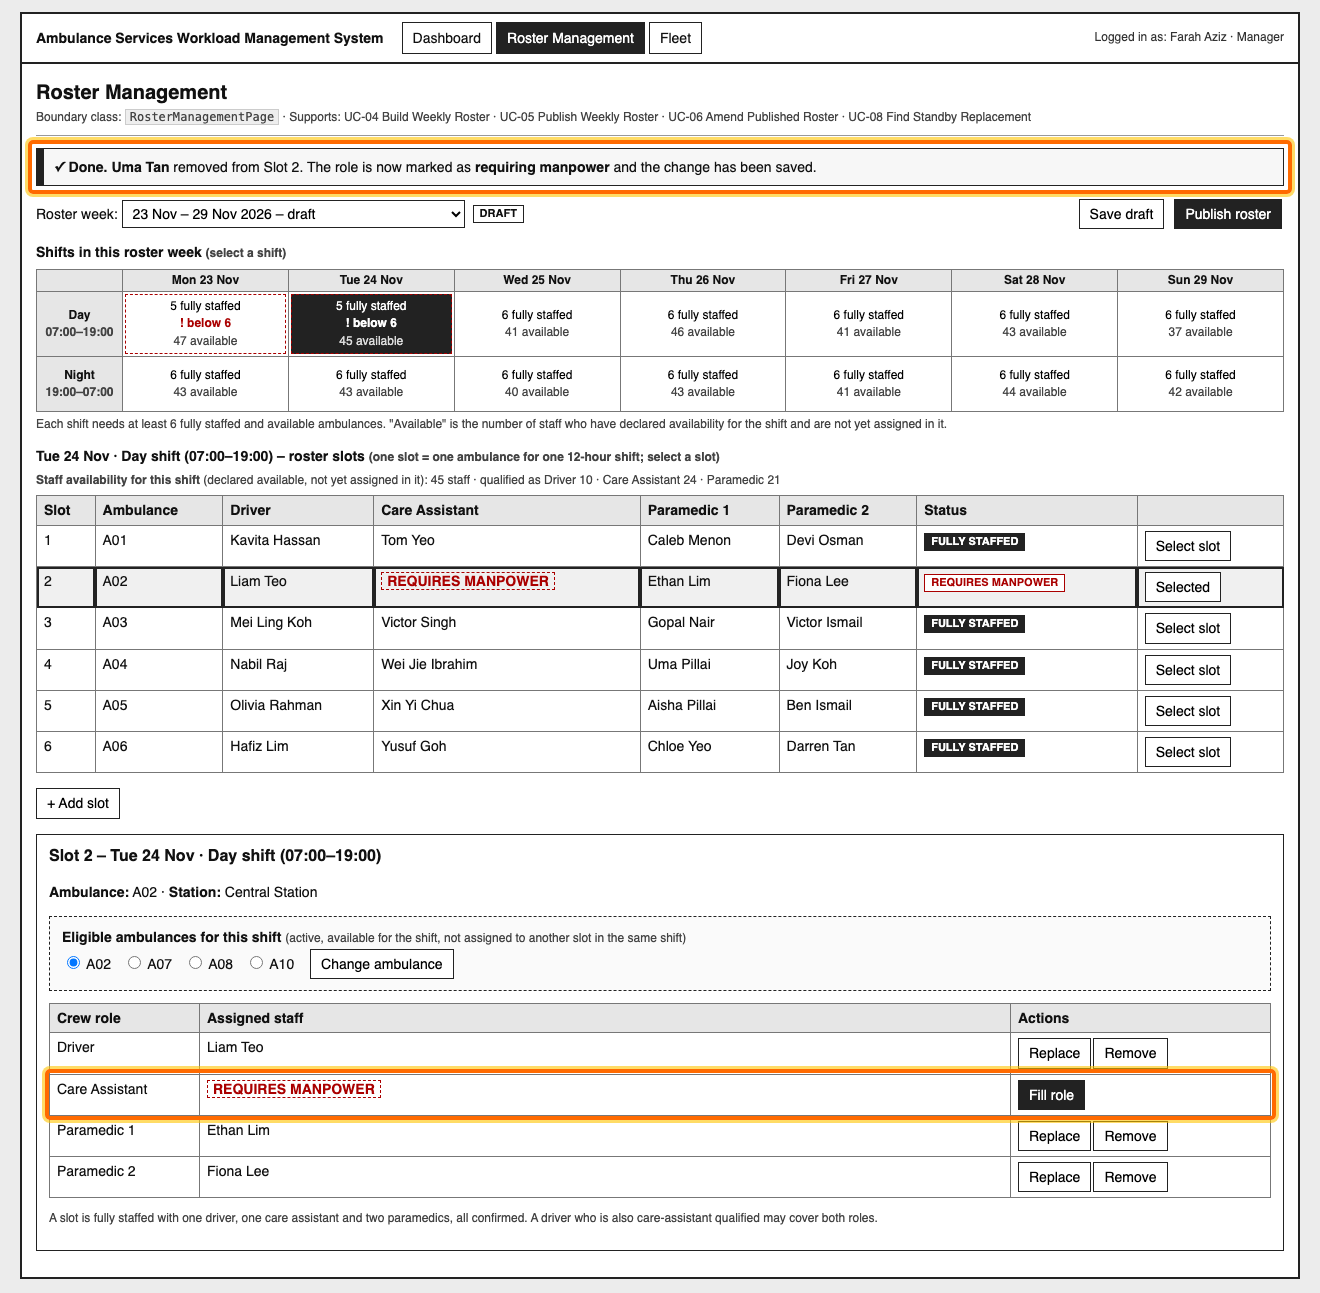 Ambulance Services Workload Management System Dashboard Roster Management Fleet Logged in as: Farah Aziz · Manager
Roster Management
Boundary class: RosterManagementPage · Supports: UC-04 Build Weekly Roster · UC-05 Publish Weekly Roster · UC-06 Amend Published Roster · UC-08 Find Standby Replacement
✓ Done. Uma Tan removed from Slot 2. The role is now marked as requiring manpower and the change has been saved.
Roster week: 23 Nov – 29 Nov 2026 – draft DRAFT Save draft Publish roster
Shifts in this roster week (select a shift)
Mon 23 Nov Tue 24 Nov Wed 25 Nov Thu 26 Nov Fri 27 Nov Sat 28 Nov Sun 29 Nov
Day 07:00–19:00
5 fully staffed ! below 6 47 available
5 fully staffed ! below 6 45 available
6 fully staffed 41 available
6 fully staffed 46 available
6 fully staffed 41 available
6 fully staffed 43 available
6 fully staffed 37 available
Night 19:00–07:00
6 fully staffed 43 available
6 fully staffed 43 available
6 fully staffed 40 available
6 fully staffed 43 available
6 fully staffed 41 available
6 fully staffed 44 available
6 fully staffed 42 available
Each shift needs at least 6 fully staffed and available ambulances. "Available" is the number of staff who have declared availability for the shift and are not yet assigned in it.
Tue 24 Nov · Day shift (07:00–19:00) – roster slots (one slot = one ambulance for one 12-hour shift; select a slot)
Staff availability for this shift (declared available, not yet assigned in it): 45 staff · qualified as Driver 10 · Care Assistant 24 · Paramedic 21
Slot Ambulance Driver Care Assistant Paramedic 1 Paramedic 2 Status
1 A01 Kavita Hassan Tom Yeo Caleb Menon Devi Osman FULLY STAFFED Select slot
2 A02 Liam Teo REQUIRES MANPOWER Ethan Lim Fiona Lee REQUIRES MANPOWER Selected
3 A03 Mei Ling Koh Victor Singh Gopal Nair Victor Ismail FULLY STAFFED Select slot
4 A04 Nabil Raj Wei Jie Ibrahim Uma Pillai Joy Koh FULLY STAFFED Select slot
5 A05 Olivia Rahman Xin Yi Chua Aisha Pillai Ben Ismail FULLY STAFFED Select slot
6 A06 Hafiz Lim Yusuf Goh Chloe Yeo Darren Tan FULLY STAFFED Select slot
+ Add slot
Slot 2 – Tue 24 Nov · Day shift (07:00–19:00)
Ambulance: A02 · Station: Central Station
Eligible ambulances for this shift (active, available for the shift, not assigned to another slot in the same shift)
A02 A07 A08 A10 Change ambulance
Crew role Assigned staff Actions
Driver Liam Teo Replace Remove
Care Assistant REQUIRES MANPOWER Fill role
Paramedic 1 Ethan Lim Replace Remove
Paramedic 2 Fiona Lee Replace Remove
A slot is fully staffed with one driver, one care assistant and two paramedics, all confirmed. A driver who is also care-assistant qualified may cover both roles.